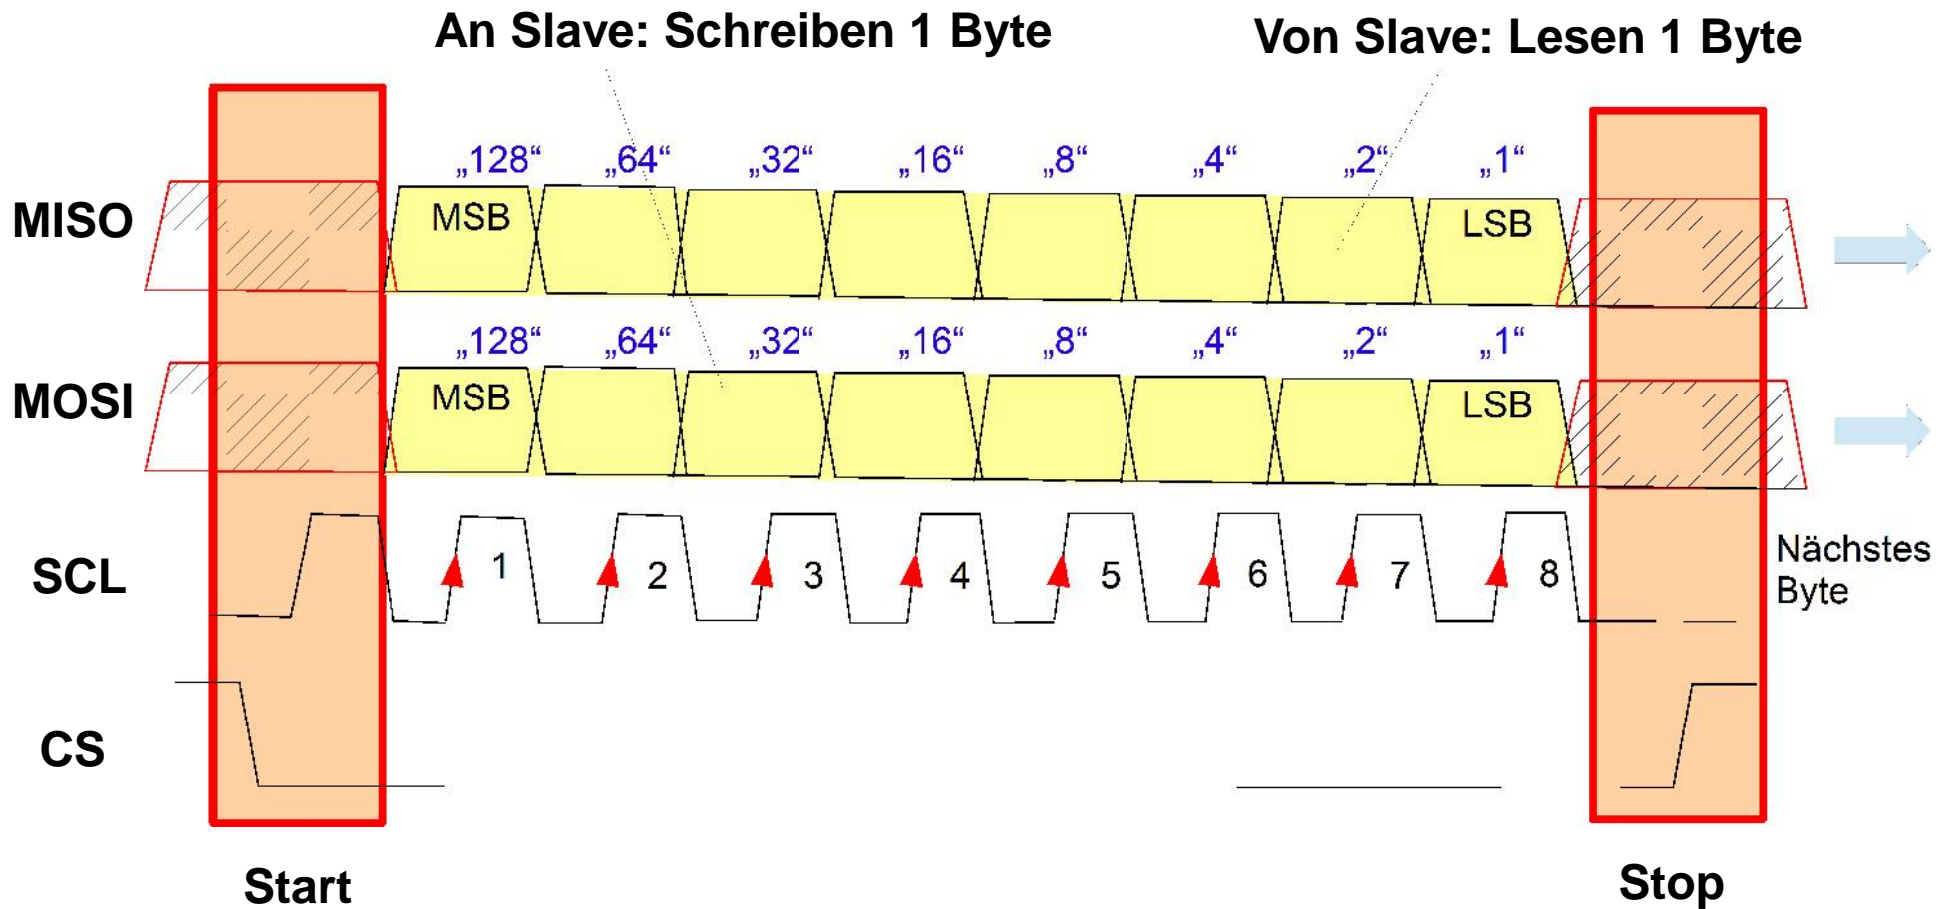 An Slave: Schreiben 1 Byte
Von Slave: Lesen 1 Byte
„128“ „64“ „32“ „16“ „8“ „4“ „2“ „1“
MISO
MSB
LSB
„128“ „64“ „32“ „16“ „8“ „4“ „2“ „1“
MOSI
MSB
LSB
SCL
1 2 3 4 5 6 7 8
Nächstes
Byte
CS
Start
Stop